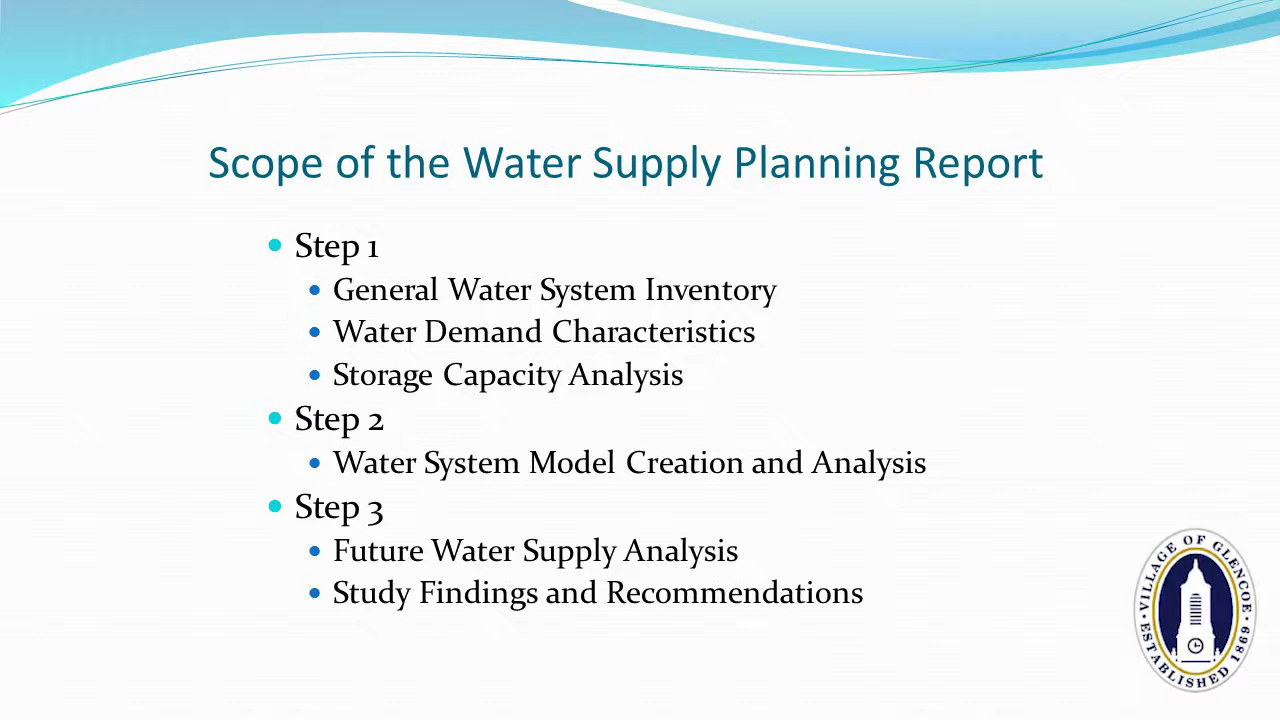 Scope of the Water Supply Planning Report
Step 1
General Water System Inventory
Water Demand Characteristics
Storage Capacity Analysis
Step 2
Water System Model Creation and Analysis
Step 3
Future Water Supply Analysis
Study Findings and Recommendations
VILLAGE OF GLENCOE
ESTABLISHED 1869